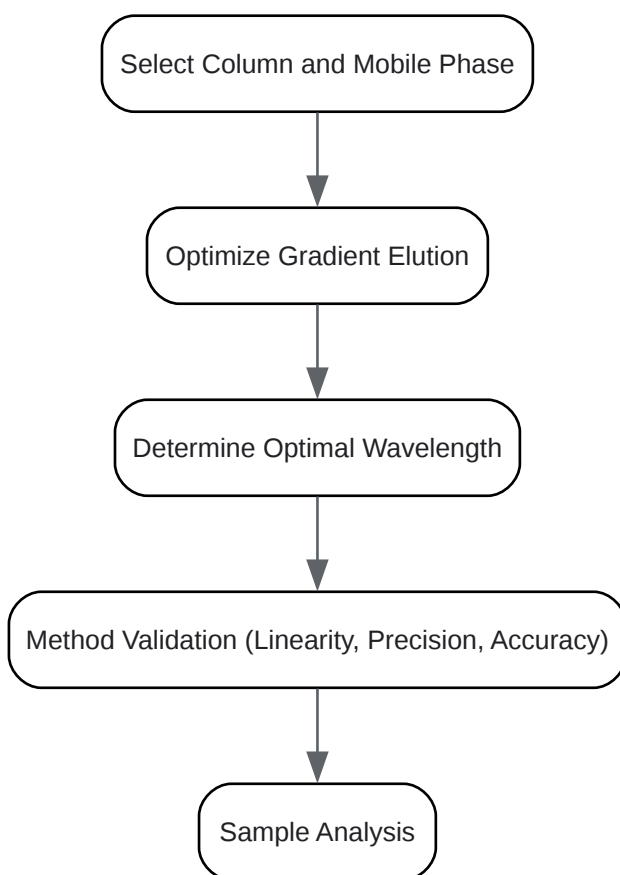 Select Column and Mobile Phase
Optimize Gradient Elution
Determine Optimal Wavelength
Method Validation (Linearity, Precision, Accuracy)
Sample Analysis